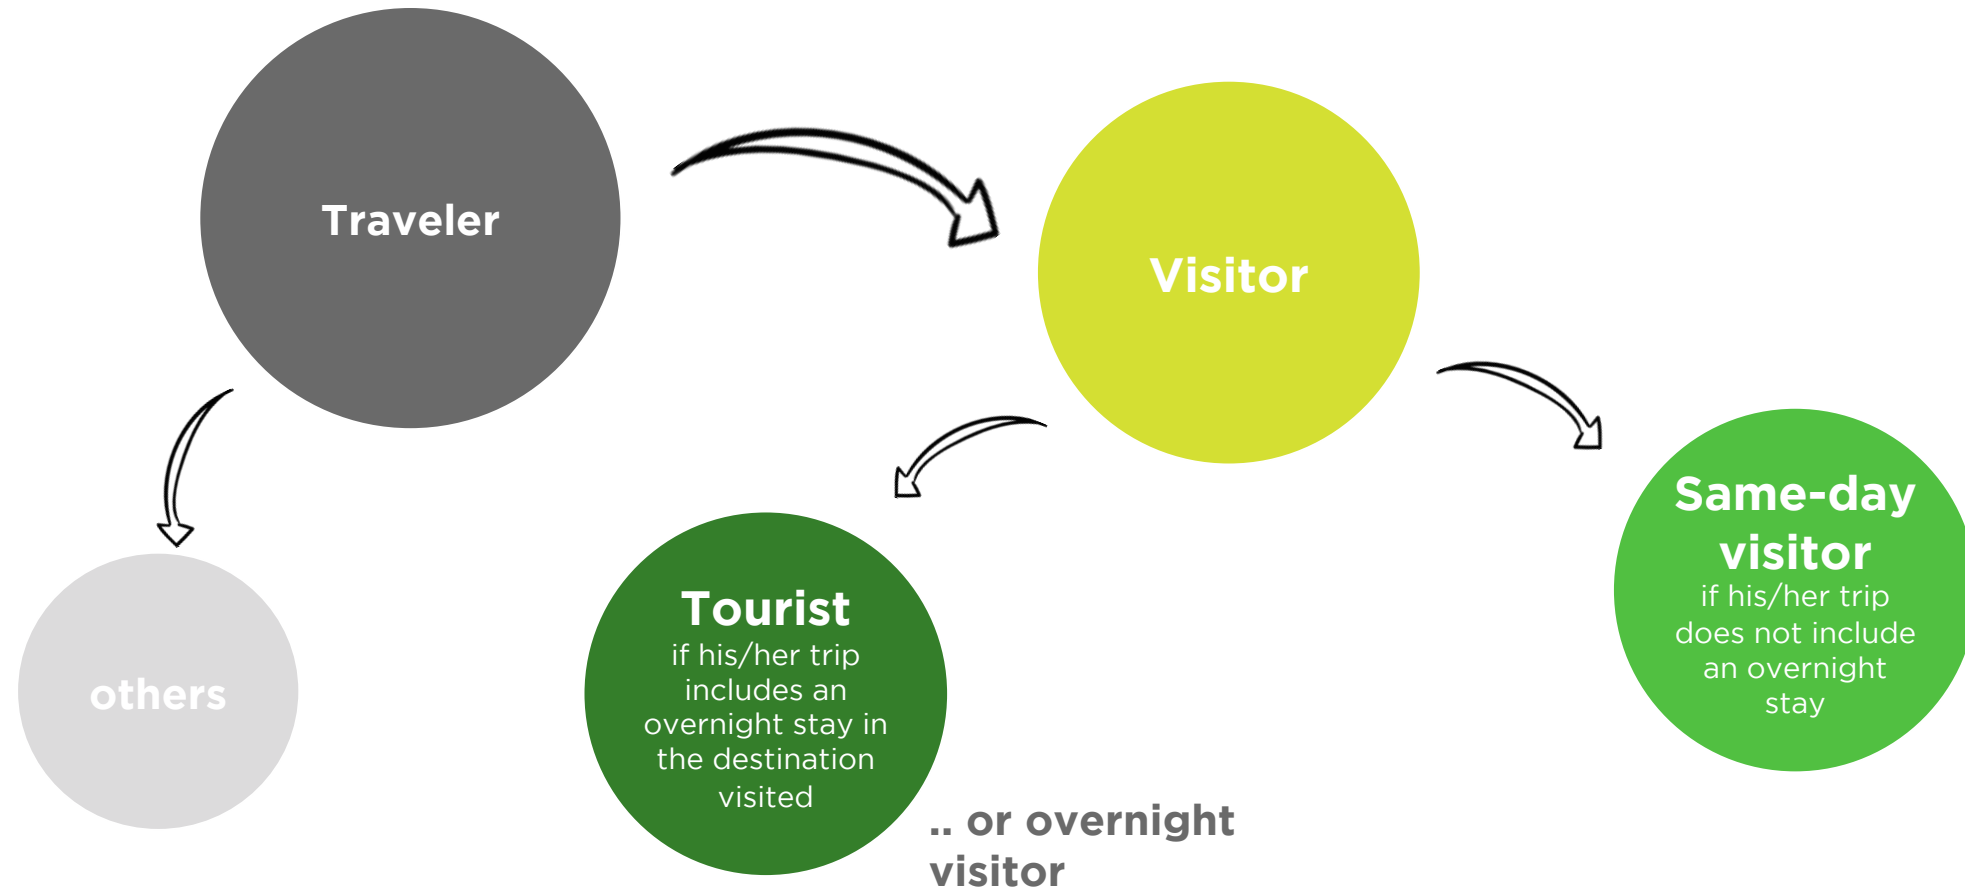 Traveler
Visitor
others
Tourist
if his/her trip
includes an
overnight stay in
the destination
visited
.. or overnight
visitor
Same-day
visitor
if his/her trip
does not include
an overnight
stay